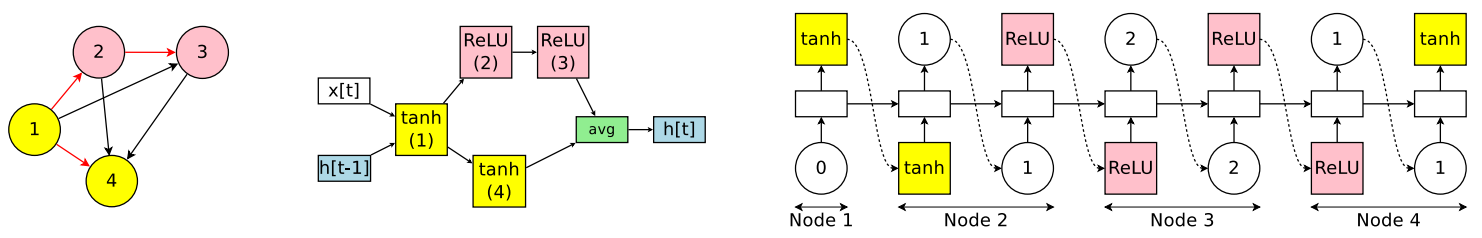 2
3
1
4
x[t]
h[t-1]
tanh
(1)
ReLU
(2)
ReLU
(3)
tanh
(4)
avg
h[t]
tanh
1
ReLU
2
ReLU
1
tanh
0
tanh
1
ReLU
2
ReLU
1
Node 1
Node 2
Node 3
Node 4